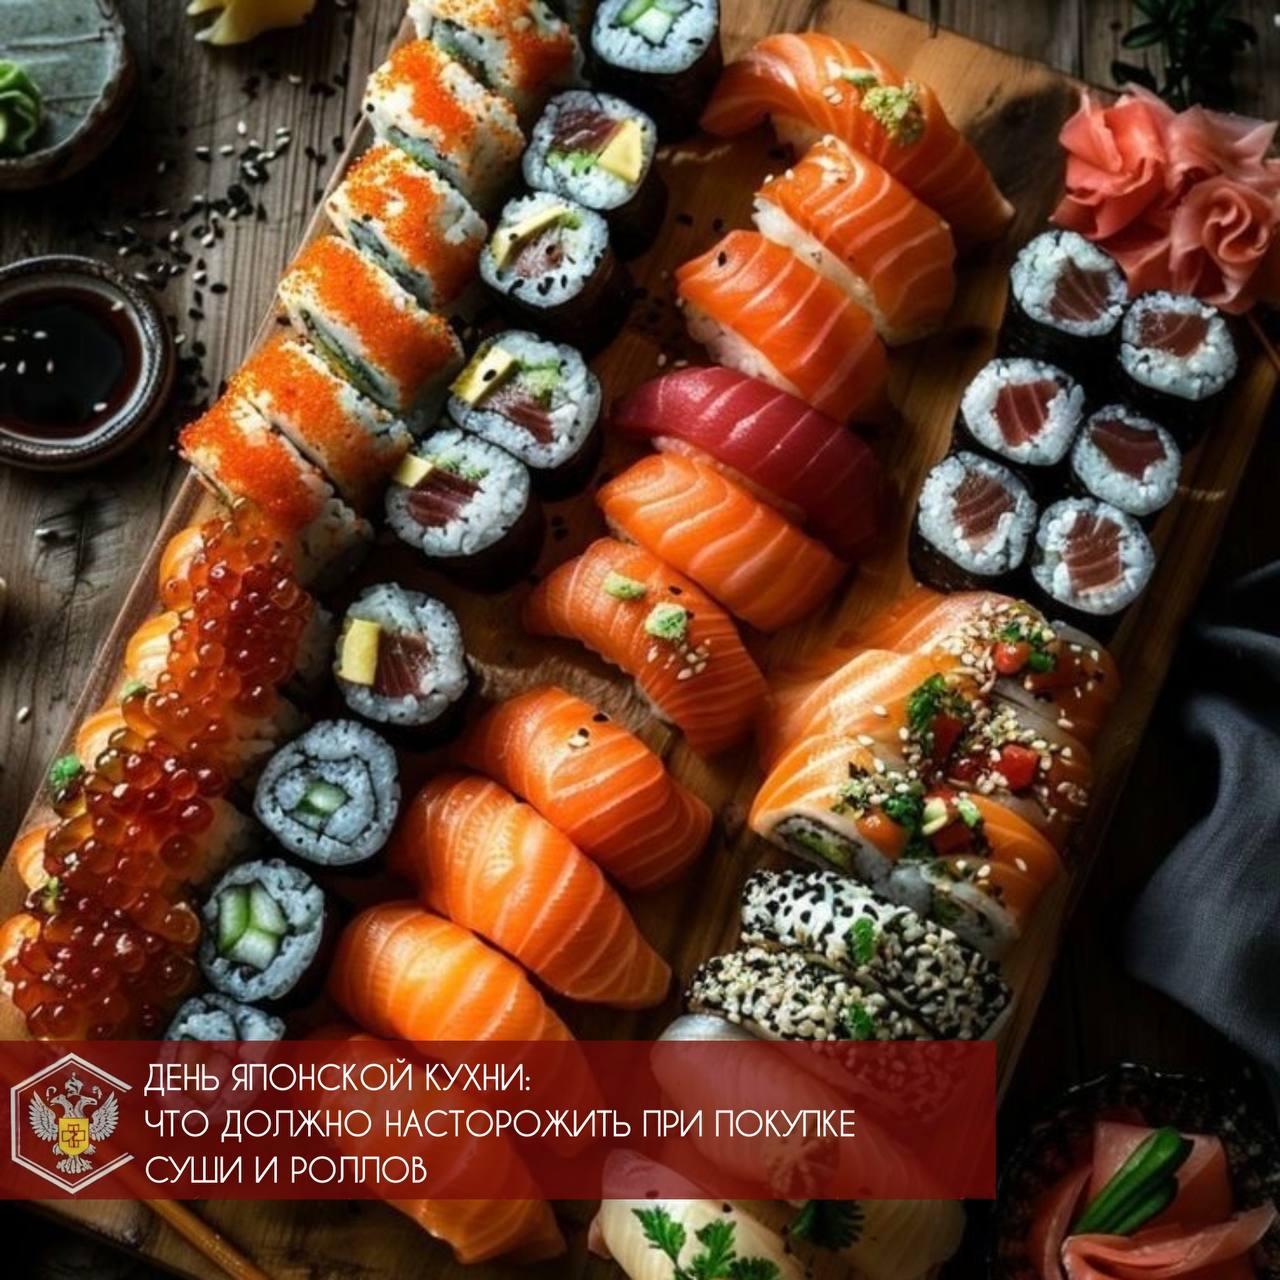 ДЕНЬ ЯПОНСКОЙ КУХНИ:
ЧТО ДОЛЖНО НАСТОРОЖИТЬ ПРИ ПОКУПКЕ
СУШИ И РОЛЛОВ